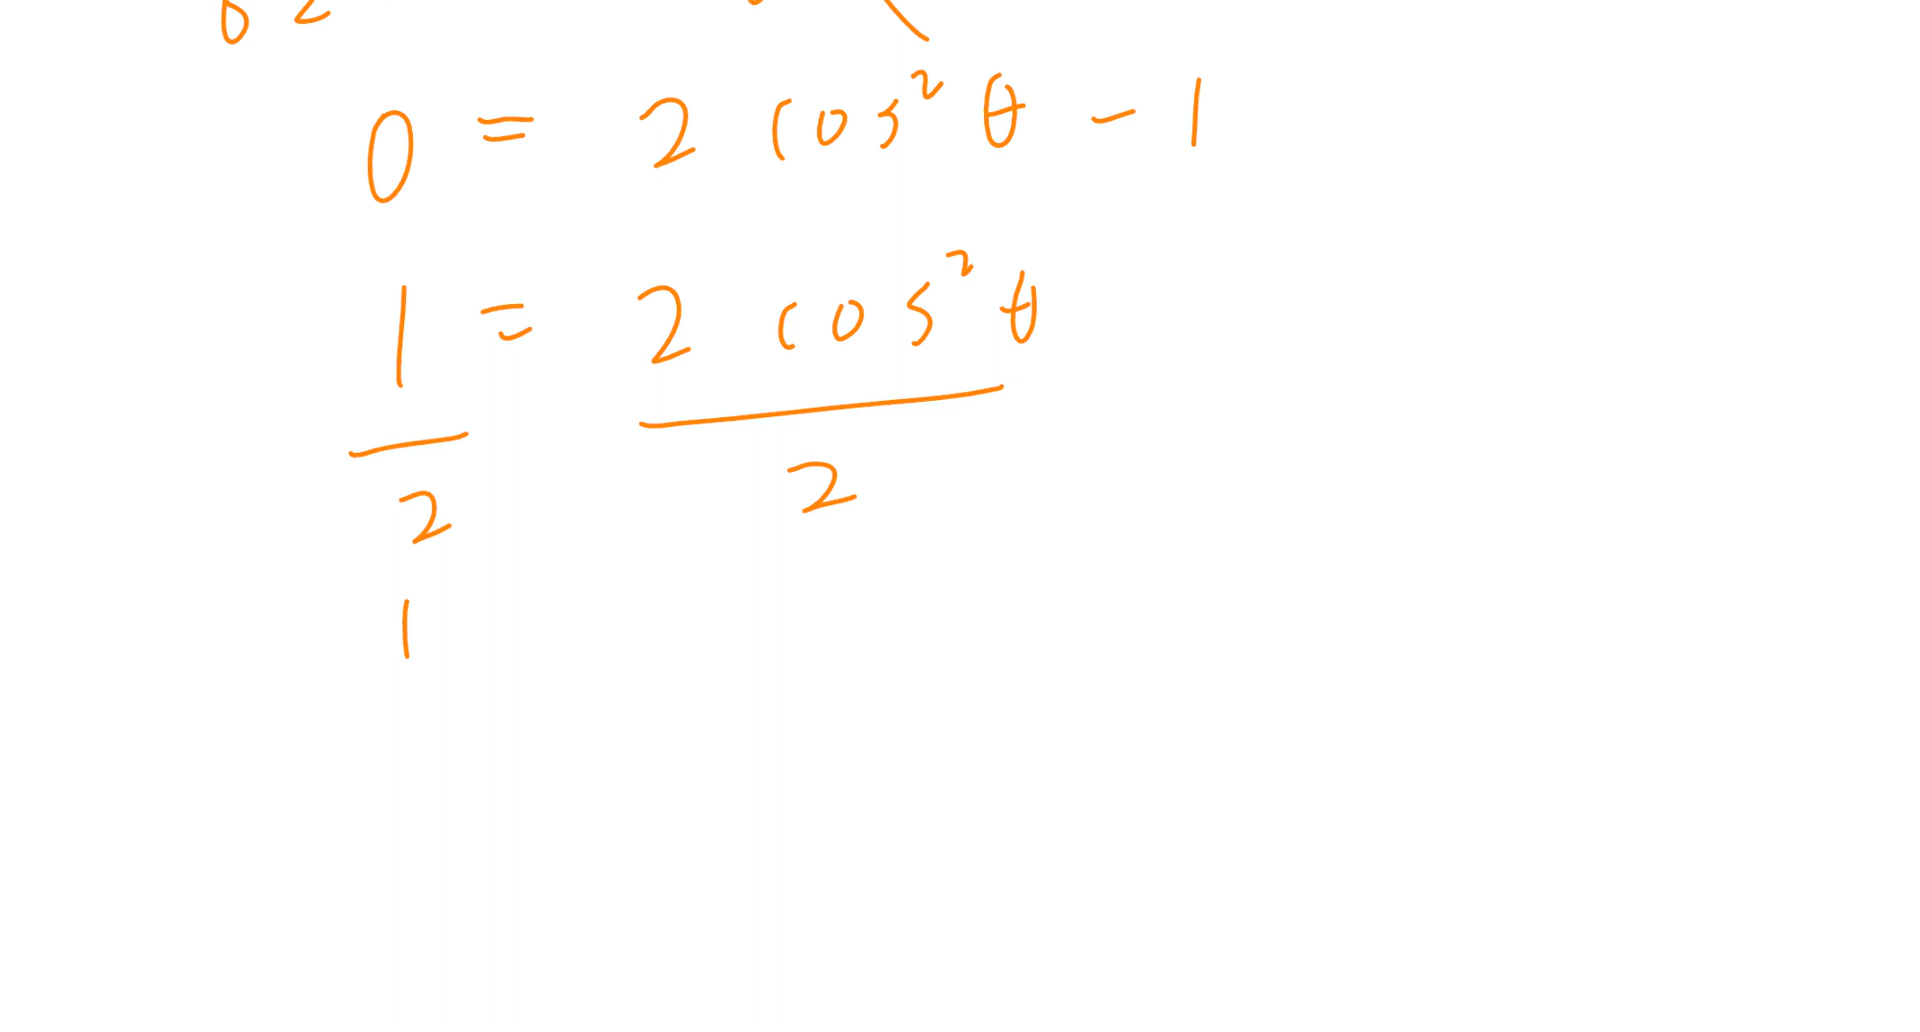 0 = 2 cos² θ - 1
1 = 2 cos² θ
2 2
1